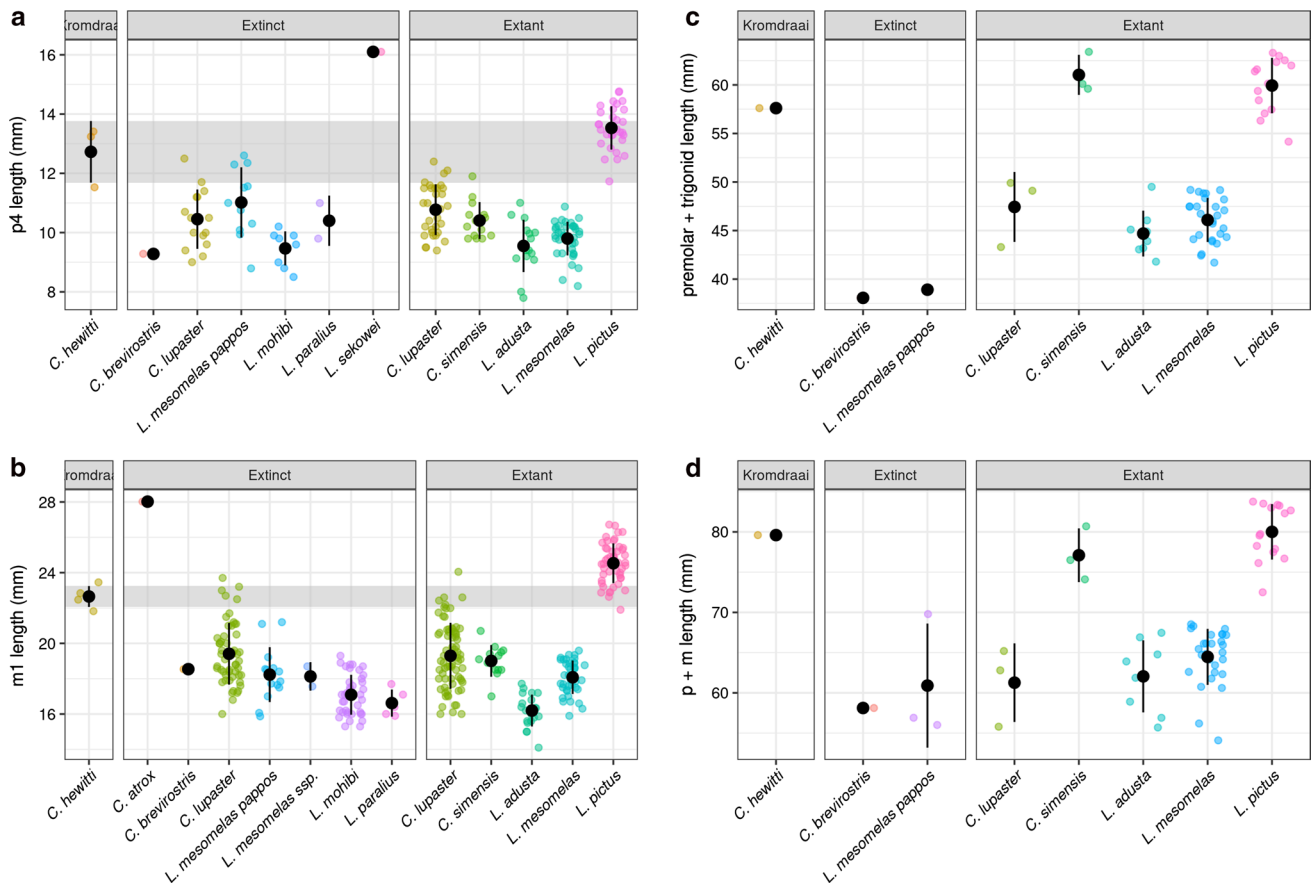 a
Kromdraa
Extinct
Extant
p4 length (mm)
16
14
12
10
8
C. hewitti
C. brevirostris
C. lupaster
L. mesomelas pappos
L. mohibi
L. paralius
L. sekowei
C. lupaster
C. simensis
L. adusta
L. mesomelas
L. pictus
c
Kromdraai
Extinct
Extant
premolar + trigonid length (mm)
60
55
50
45
40
C. hewitti
C. brevirostris
L. mesomelas pappos
C. lupaster
C. simensis
L. adusta
L. mesomelas
L. pictus
b
romdraa
Extinct
Extant
m1 length (mm)
28
24
20
16
C. hewitti
C. atrox
C. brevirostris
C. lupaster
L. mesomelas pappos
L. mesomelas ssp.
L. mohibi
L. paralius
C. lupaster
C. simensis
L. adusta
L. mesomelas
L. pictus
d
Kromdraai
Extinct
Extant
p + m length (mm)
80
70
60
C. hewitti
C. brevirostris
L. mesomelas pappos
C. lupaster
C. simensis
L. adusta
L. mesomelas
L. pictus